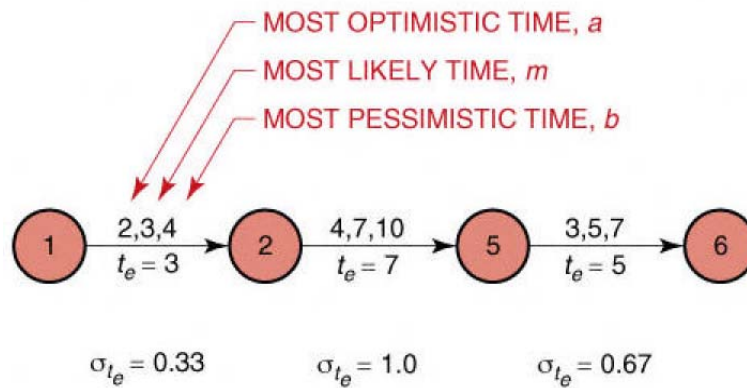 MOST OPTIMISTIC TIME, a
MOST LIKELY TIME, m
MOST PESSIMISTIC TIME, b
1 2,3,4 2 4,7,10 5 3,5,7 6
tₑ = 3 tₑ = 7 tₑ = 5
σₜₑ = 0.33 σₜₑ = 1.0 σₜₑ = 0.67